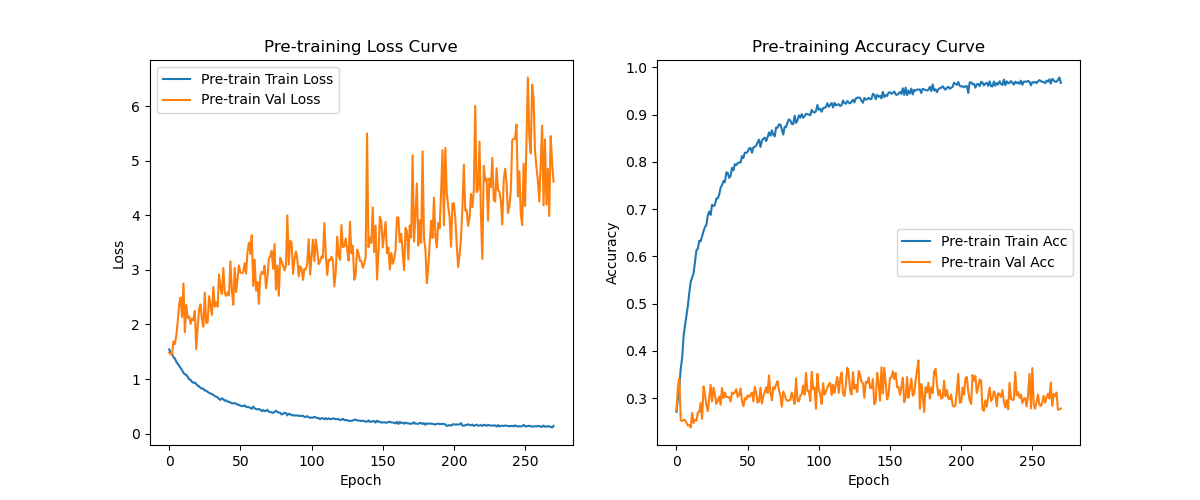 Pre-training Loss Curve
Pre-train Train Loss
Pre-train Val Loss
Loss
6
5
4
3
2
1
0
0 50 100 150 200 250
Epoch
Pre-training Accuracy Curve
Pre-train Train Acc
Pre-train Val Acc
Accuracy
1.0
0.9
0.8
0.7
0.6
0.5
0.4
0.3
0 50 100 150 200 250
Epoch